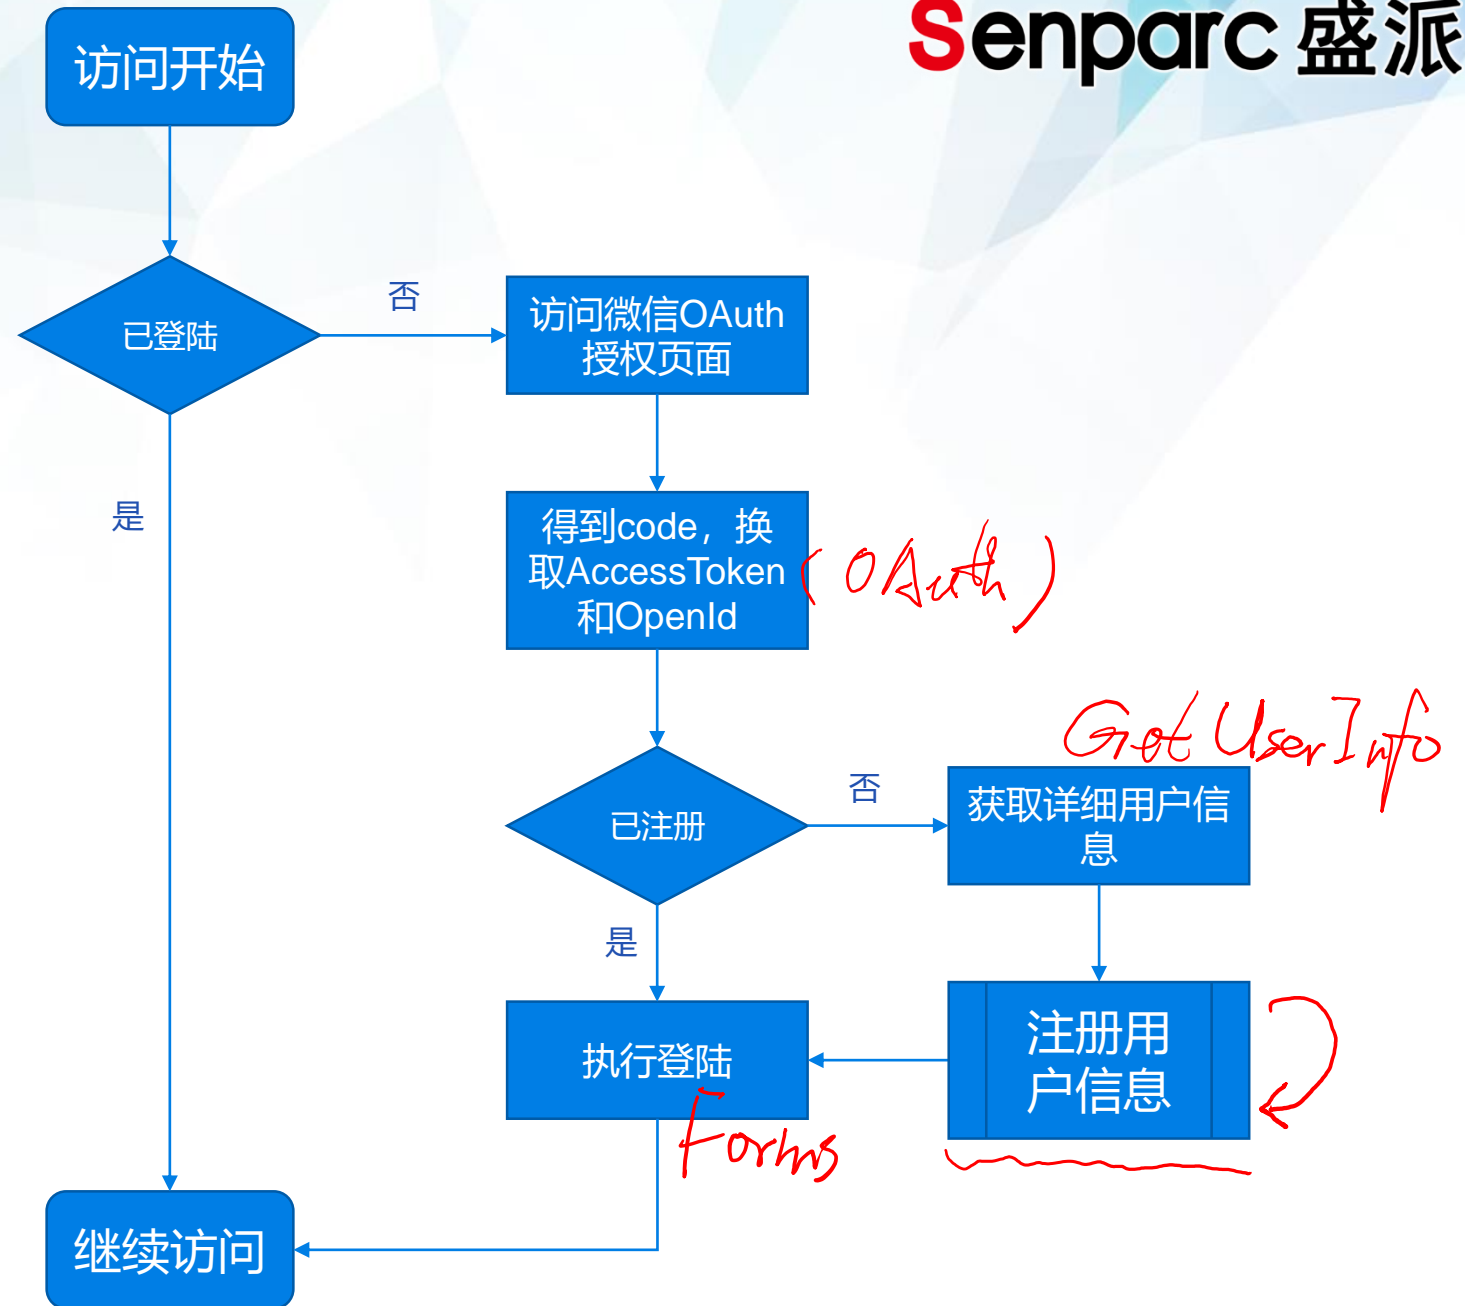 Senparc 盛派
访问开始
已登陆
否
访问微信OAuth
授权页面
是
得到code，换
取AccessToken
和OpenId
(OAuth)
GetUserInfo
已注册
否
获取详细用户信
息
是
执行登陆
Forms
注册用
户信息
继续访问